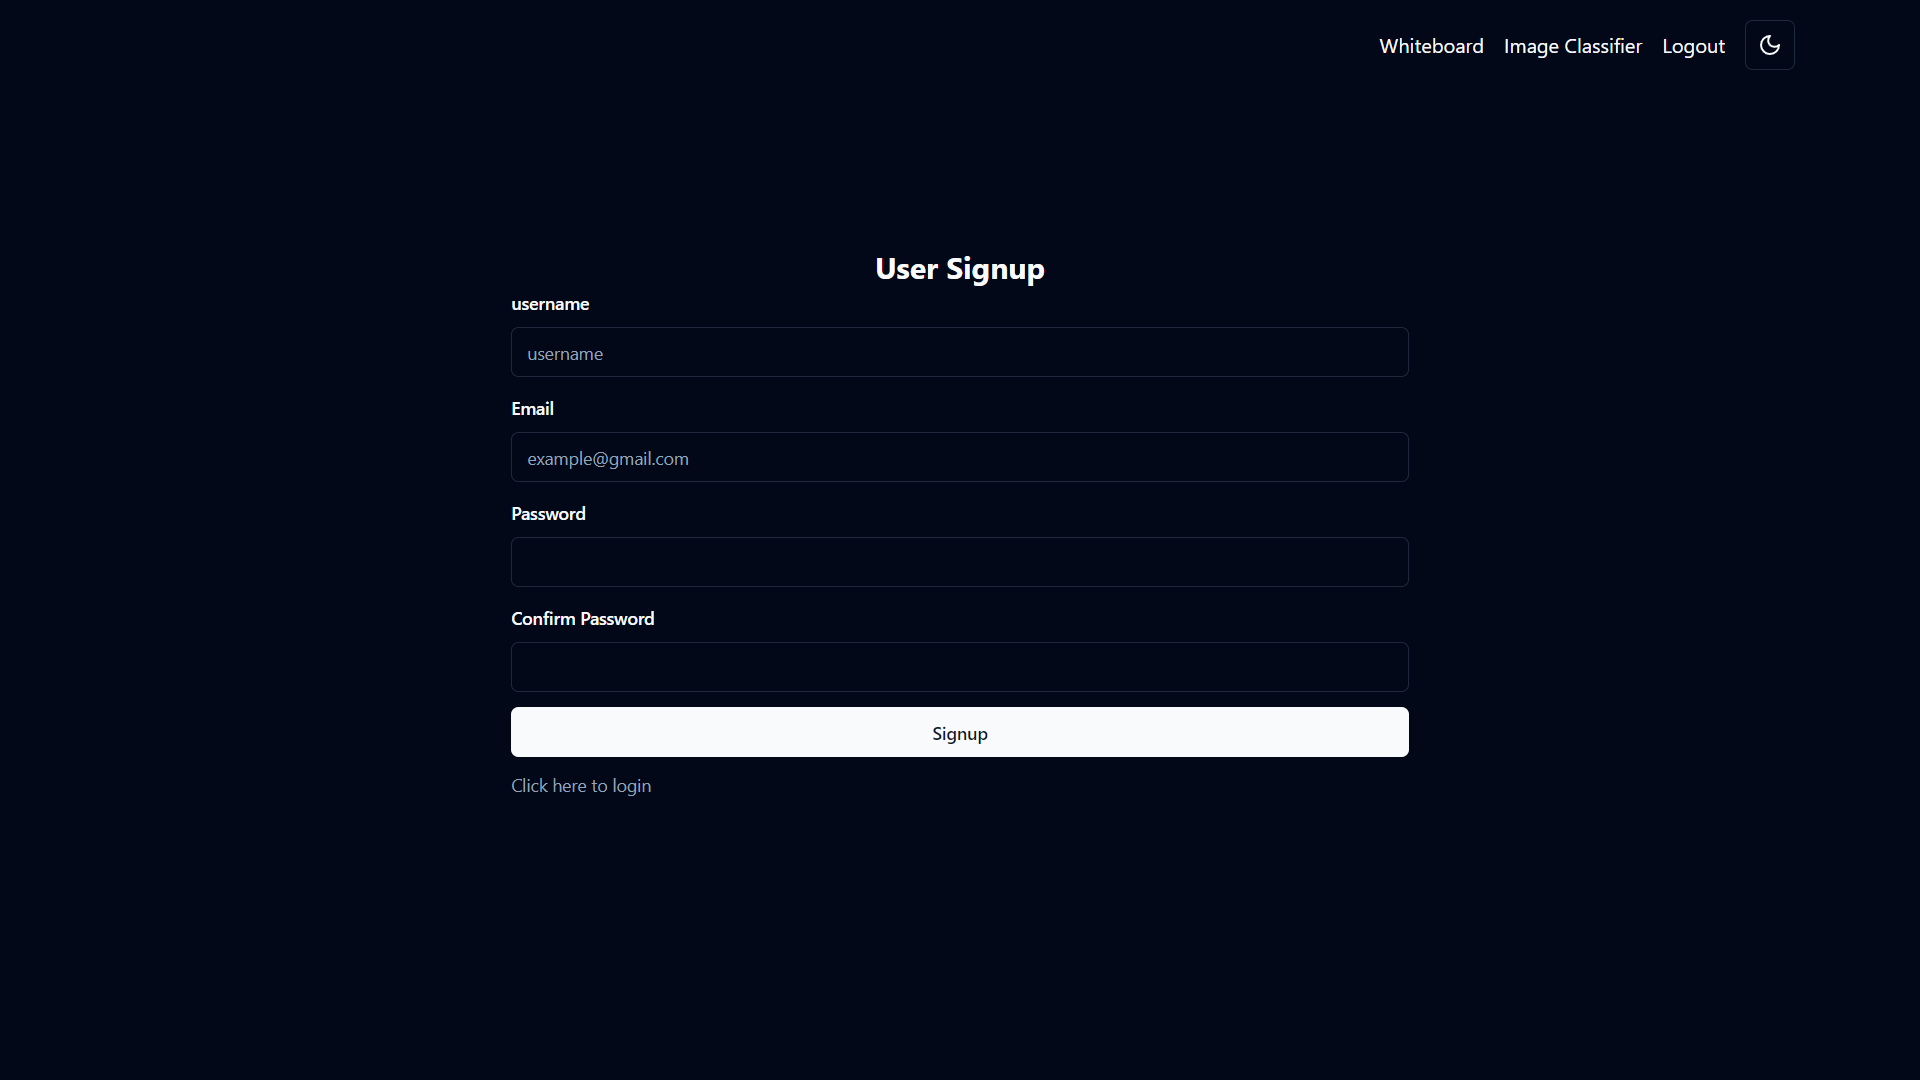 Whiteboard Image Classifier Logout
User Signup
username
username
Email
example@gmail.com
Password
Confirm Password
Signup
Click here to login